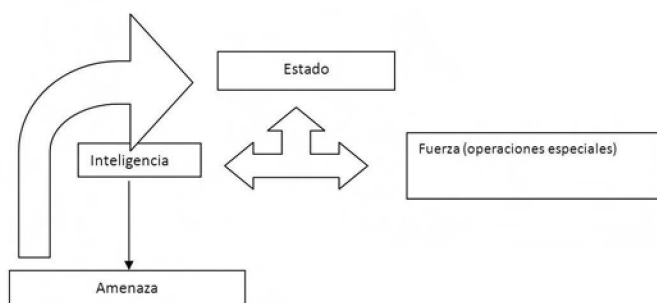 Estado
Inteligencia
Fuerza (operaciones especiales)
Amenaza